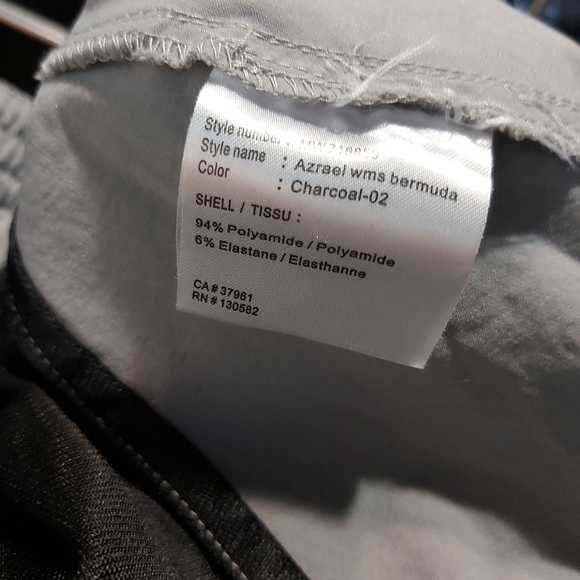 Style number :
Style name : Azrael wms bermuda
Color : Charcoal-02
SHELL / TISSU :
94% Polyamide / Polyamide
6% Elastane / Elasthanne
CA# 37961
RN # 130582